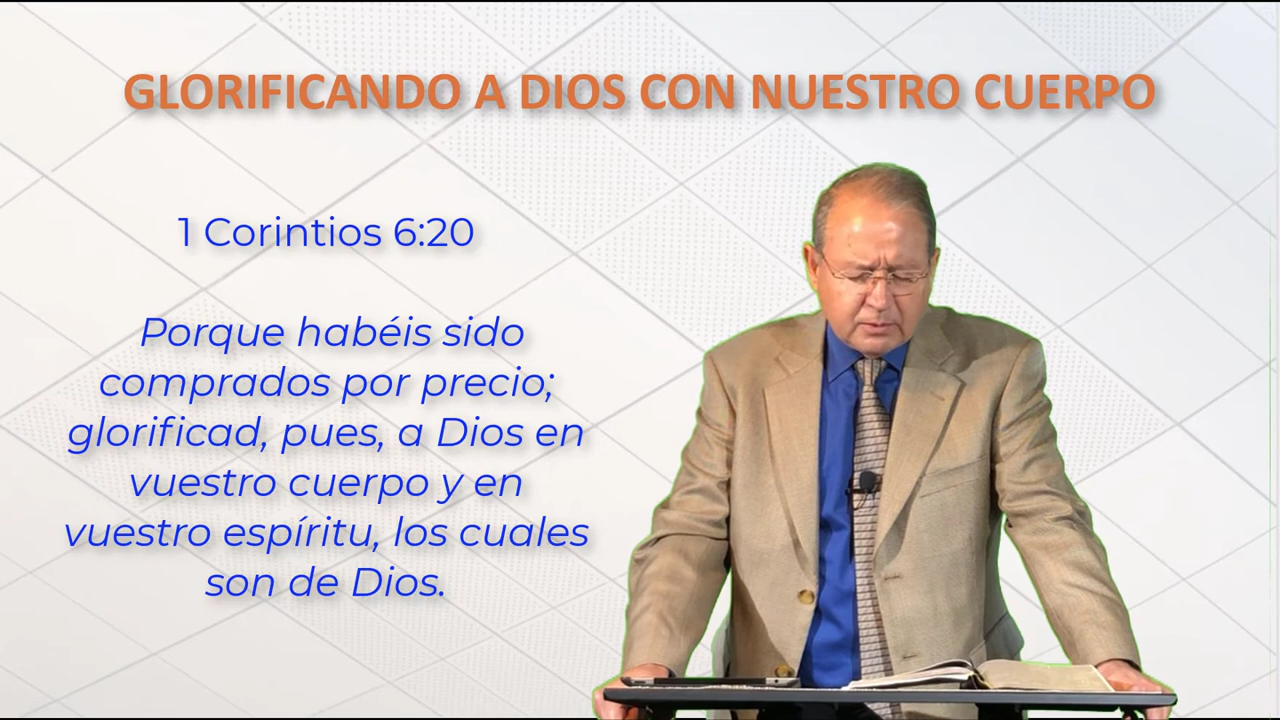 GLORIFICANDO A DIOS CON NUESTRO CUERPO
1 Corintios 6:20
Porque habéis sido
comprados por precio;
glorificad, pues, a Dios en
vuestro cuerpo y en
vuestro espíritu, los cuales
son de Dios.